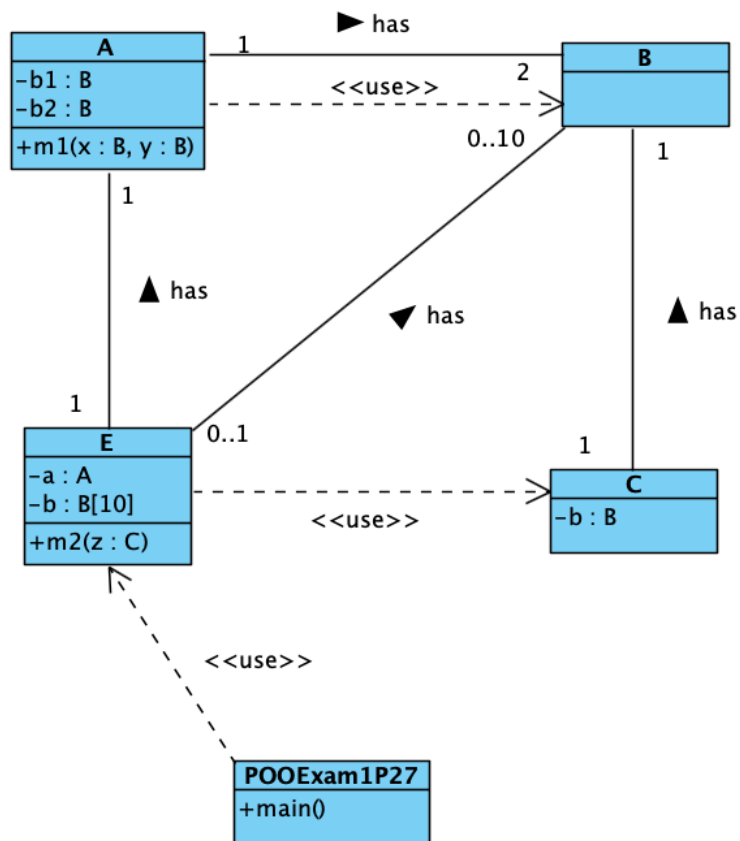 A
-b1 : B
-b2 : B
+m1(x : B, y : B)
1
has
2
<<use>>
B
0..10
1
1
has
has
has
1
0..1
1
E
-a : A
-b : B[10]
+m2(z : C)
<<use>>
C
-b : B
<<use>>
POOExam1P27
+main()